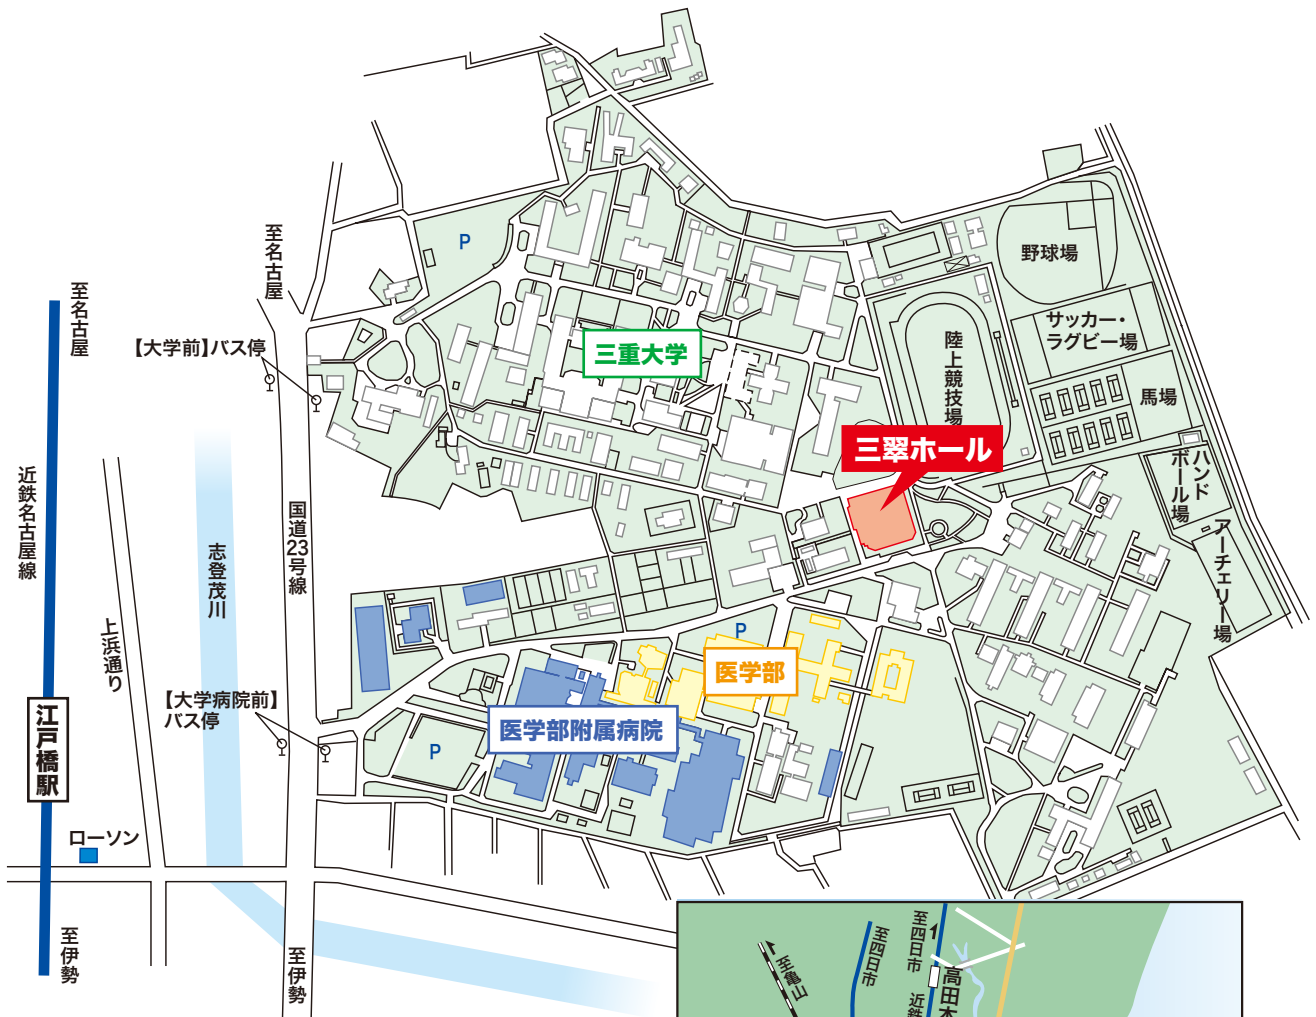 至名古屋
至名古屋
【大学前】バス停
P
三重大学
野球場
サッカー・
ラグビー場
陸上競技場
馬場
三翠ホール
ハンド
ボール場
アーチェリー場
近鉄名古屋線
志登茂川
国道23号線
上浜通り
P
医学部
【大学病院前】
バス停
医学部附属病院
P
江戸橋駅
ローソン
至伊勢
至伊勢
至亀山
至四日市
至四日市
高田本
近鉄